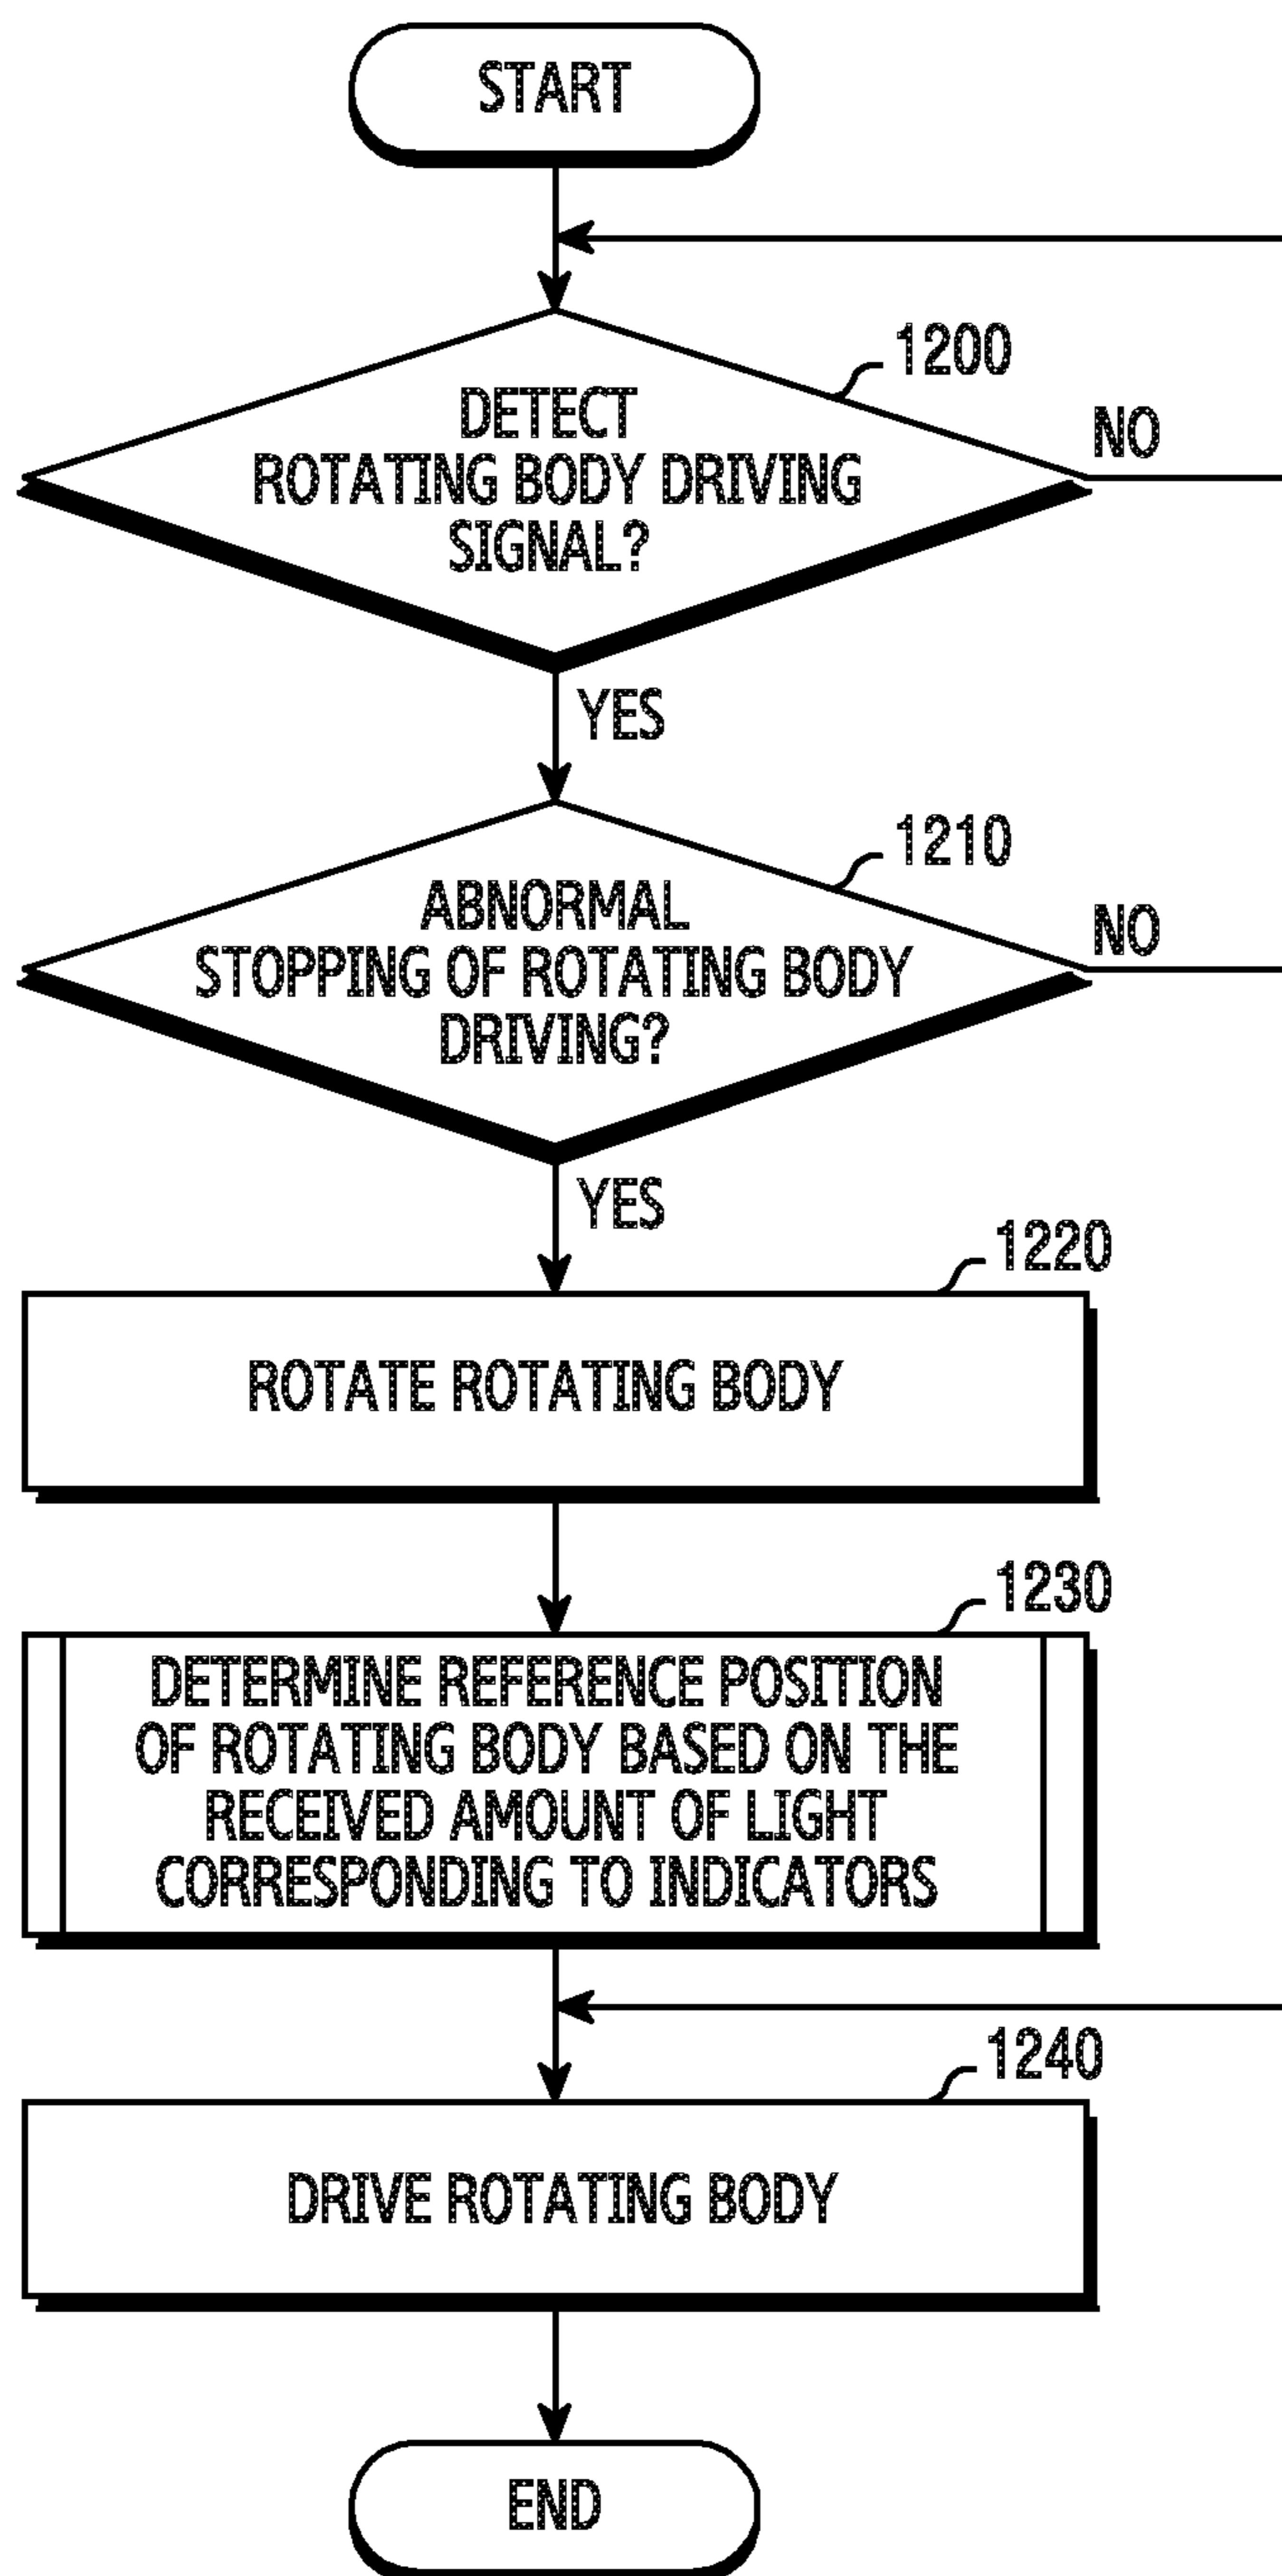 START
1200
DETECT
ROTATING BODY DRIVING
SIGNAL?
NO
YES
1210
ABNORMAL
STOPPING OF ROTATING BODY
DRIVING?
NO
YES
1220
ROTATE ROTATING BODY
1230
DETERMINE REFERENCE POSITION
OF ROTATING BODY BASED ON THE
RECEIVED AMOUNT OF LIGHT
CORRESPONDING TO INDICATORS
1240
DRIVE ROTATING BODY
END